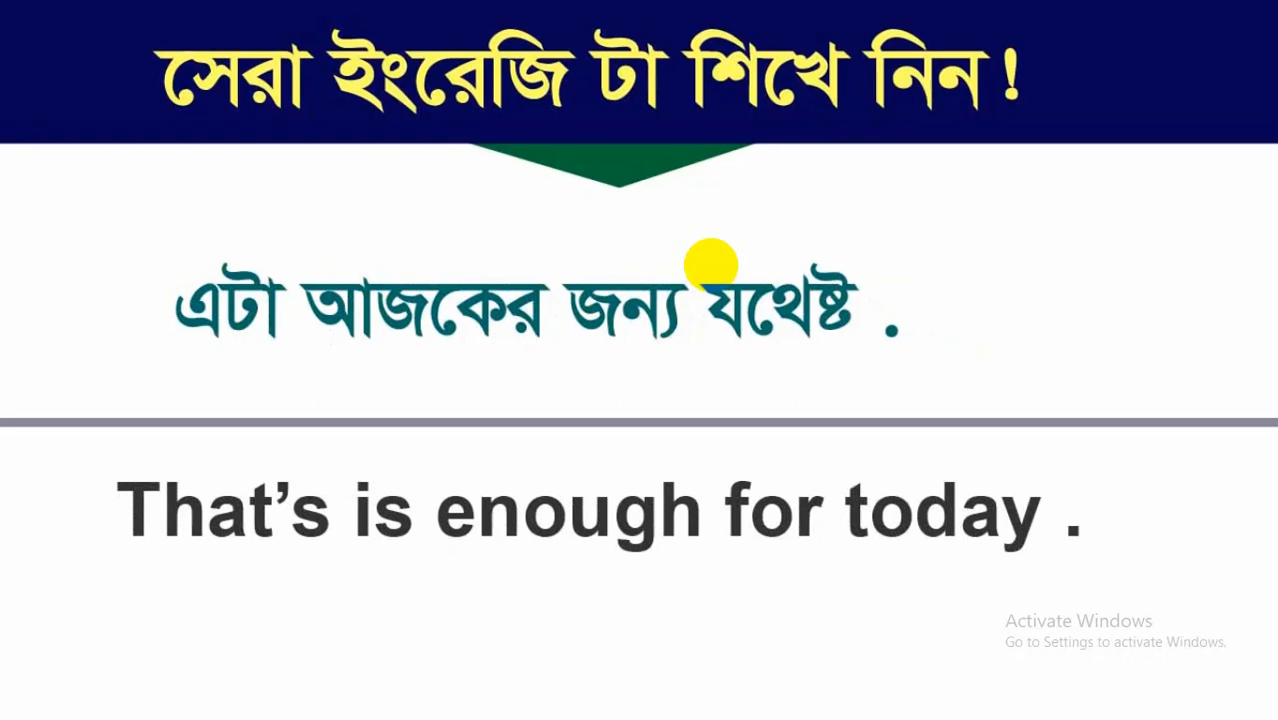 সেরা ইংরেজি টা শিখে নিন!
এটা আজকের জন্য যথেষ্ট .
That’s is enough for today .
Activate Windows
Go to Settings to activate Windows.